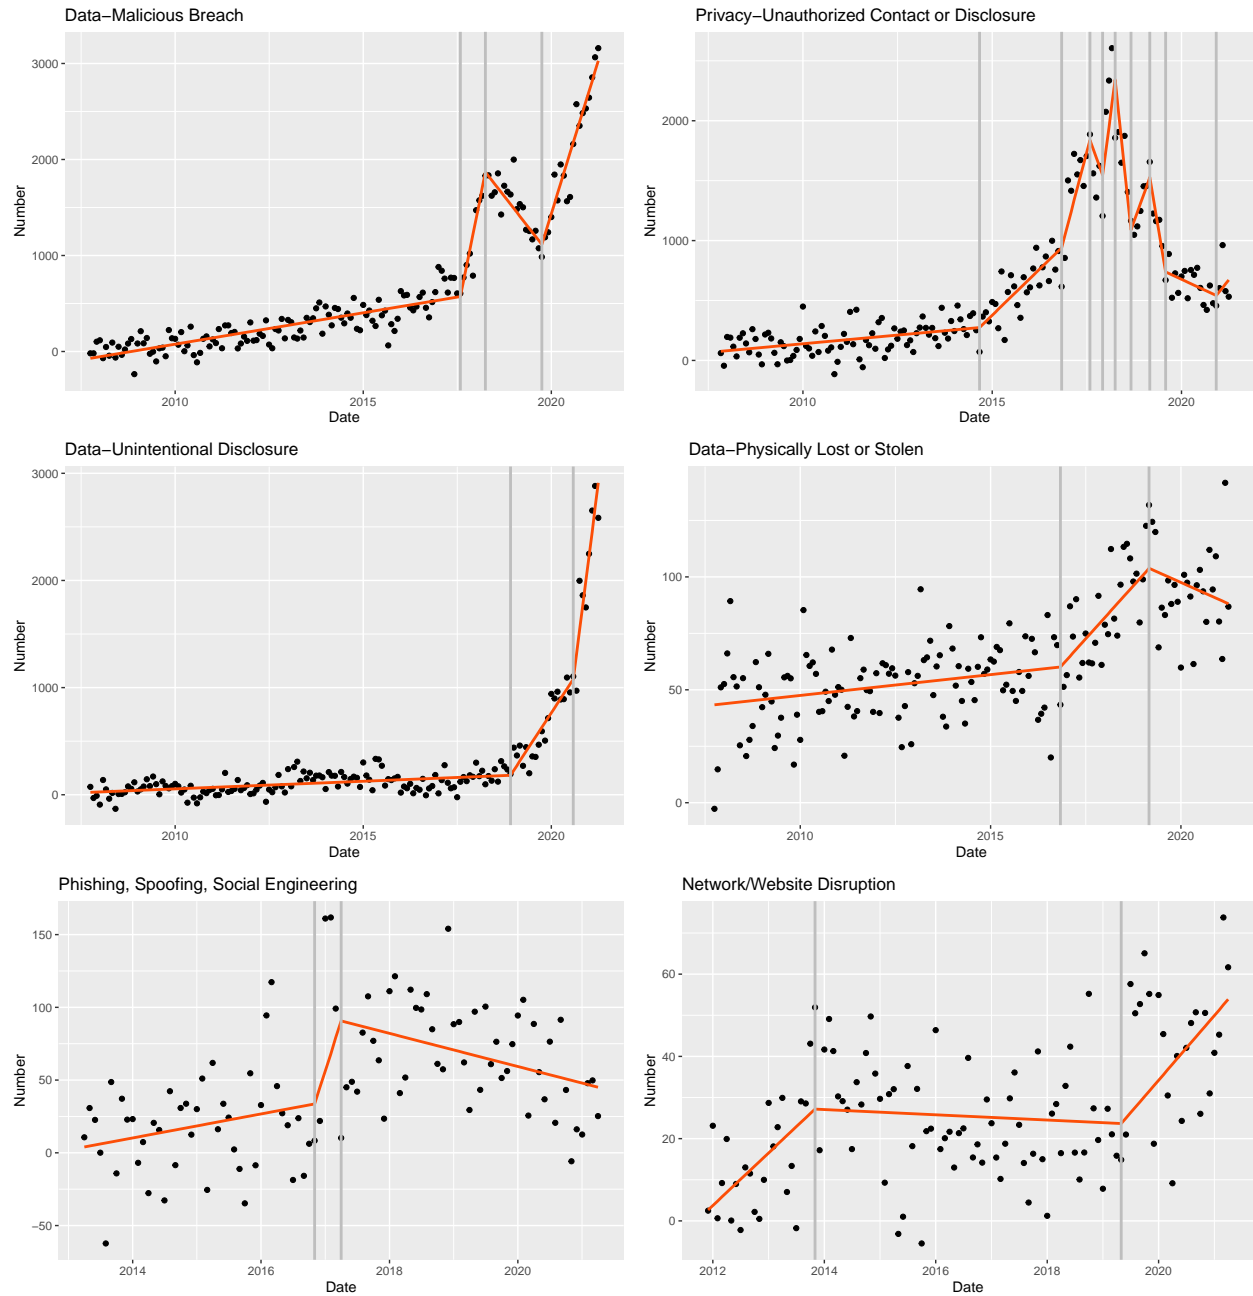 Data−Malicious Breach
3000
2000
1000
0
Number
2010 2015 2020
Date
Privacy−Unauthorized Contact or Disclosure
2000
1000
0
Number
2010 2015 2020
Date
Data−Unintentional Disclosure
3000
2000
1000
0
Number
2010 2015 2020
Date
Data−Physically Lost or Stolen
100
50
0
Number
2010 2015 2020
Date
Phishing, Spoofing, Social Engineering
150
100
50
0
−50
Number
2014 2016 2018 2020
Date
Network/Website Disruption
60
40
20
0
Number
2012 2014 2016 2018 2020
Date